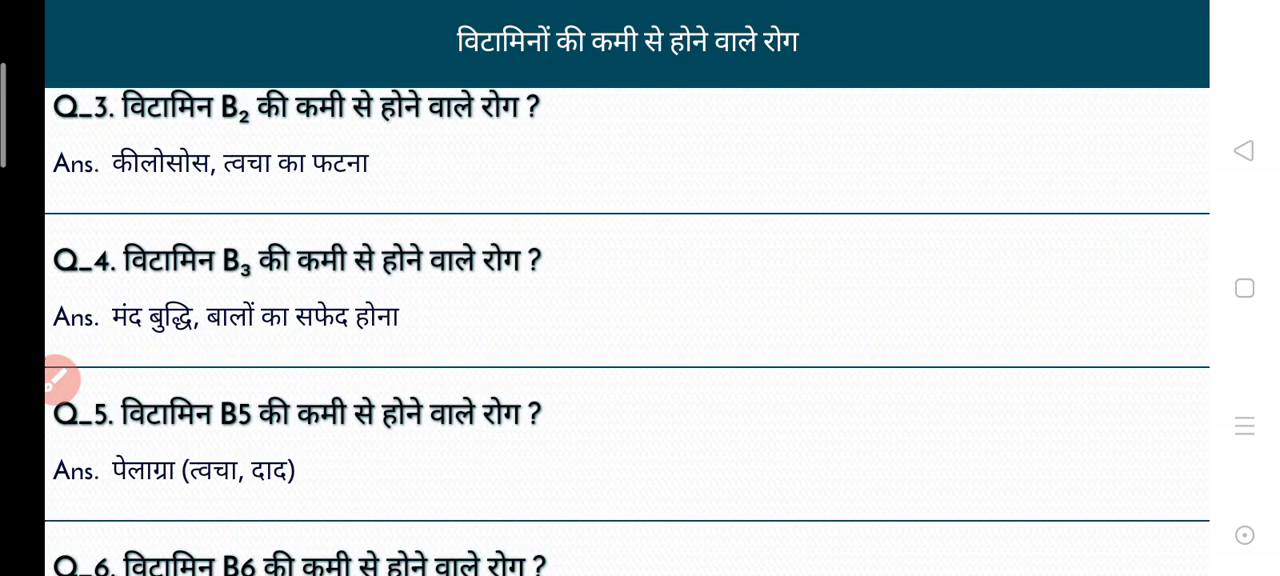 विटामिनों की कमी से होने वाले रोग
Q_3. विटामिन B₂ की कमी से होने वाले रोग ?
Ans. कीलोसोस, त्वचा का फटना
Q_4. विटामिन B₃ की कमी से होने वाले रोग ?
Ans. मंद बुद्धि, बालों का सफेद होना
Q_5. विटामिन B5 की कमी से होने वाले रोग ?
Ans. पेलाग्रा (त्वचा, दाद)
Q_6. विटामिन B6 की कमी से होने वाले रोग ?